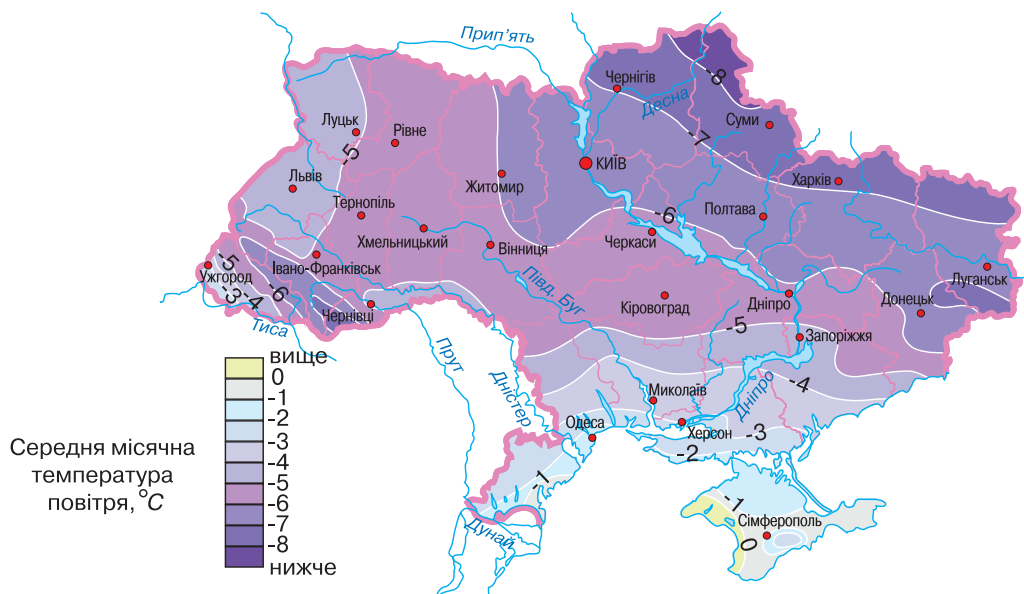 Прип'ять
Чернігів
-8
Десна
Суми
Луцьк
Рівне
-7
-5
КИЇВ
Харків
Львів
Житомир
Тернопіль
-6
Полтава
Хмельницький
Черкаси
Вінниця
-5
Ужгород
Івано-Франківськ
-3
-4
-6
Півд. Буг
Луганськ
Кіровоград
Дніпро
Донецьк
Чернівці
Тиса
-5
Запоріжжя
Прут
Дністер
Дніпро
-4
Миколаїв
Одеса
Херсон
-3
-2
-1
-1
Сімферополь
0
Дунай
вище
0
-1
-2
-3
-4
-5
-6
-7
-8
нижче
Середня місячна
температура
повітря, °С